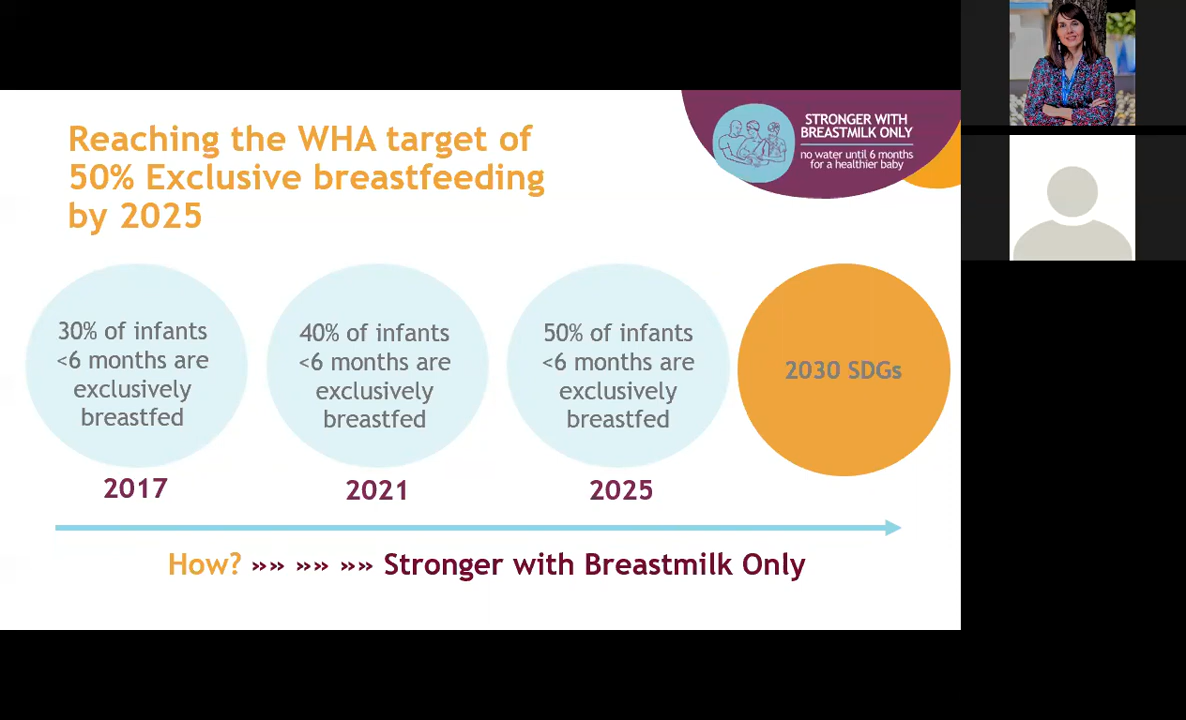 Reaching the WHA target of
50% Exclusive breastfeeding
by 2025
STRONGER WITH
BREASTMILK ONLY
no water until 6 months
for a healthier baby
30% of infants
<6 months are
exclusively
breastfed
2017
40% of infants
<6 months are
exclusively
breastfed
2021
50% of infants
<6 months are
exclusively
breastfed
2025
2030 SDGs
How? »» »» »» Stronger with Breastmilk Only